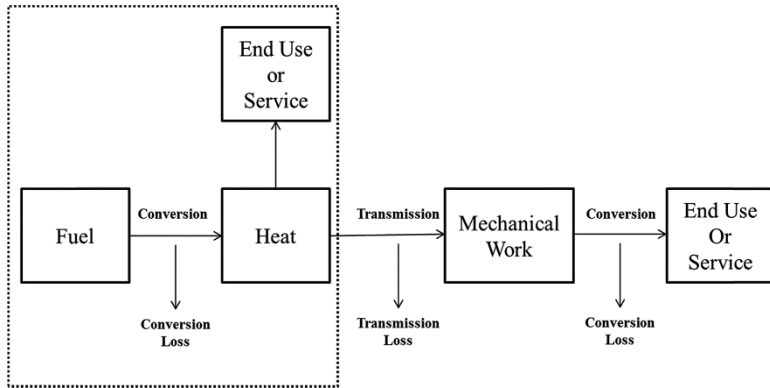 End Use
or
Service
Fuel
Conversion
Heat
Transmission
Mechanical
Work
Conversion
End Use
Or
Service
Conversion
Loss
Transmission
Loss
Conversion
Loss